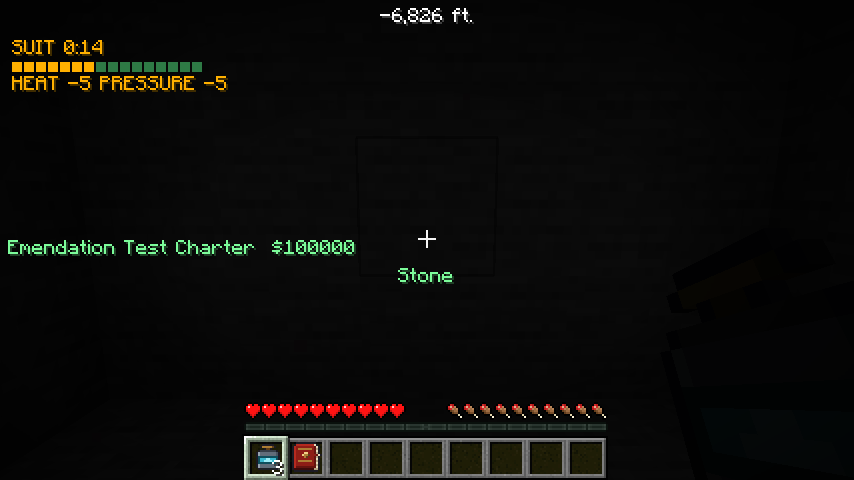 -6,826 ft.
SUIT 0:14
HEAT -5 PRESSURE -5
Emendation Test Charter $100000
Stone
3